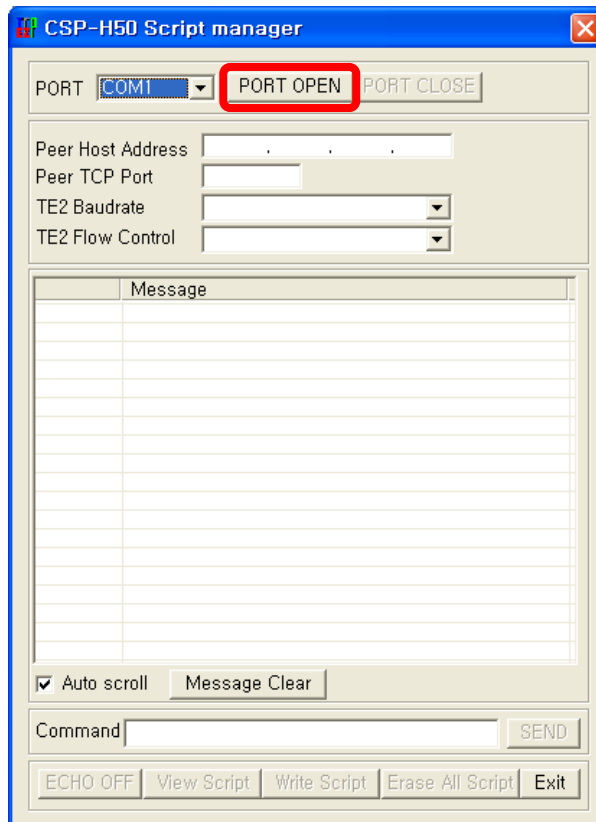 CSP-H50 Script manager
PORT COM1 PORT OPEN PORT CLOSE
Peer Host Address . . .
Peer TCP Port
TE2 Baudrate
TE2 Flow Control
Message
Auto scroll Message Clear
Command SEND
ECHO OFF View Script Write Script Erase All Script Exit